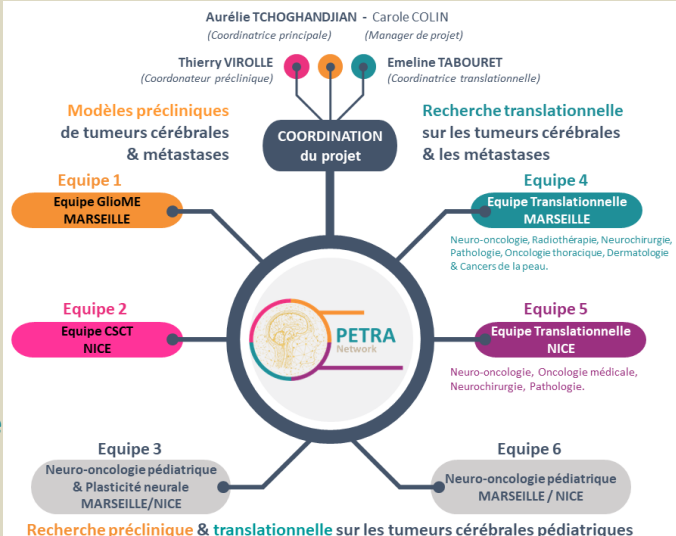 Aurélie TCHOGHANDJIAN - Carole COLIN
(Coordinatrice principale) (Manager de projet)
Thierry VIROLLE
(Coordonateur préclinique)
Emeline TABOURET
(Coordinatrice translationnelle)
COORDINATION
du projet
Modèles précliniques
de tumeurs cérébrales
& métastases
Recherche translationnelle
sur les tumeurs cérébrales
& les métastases
Equipe 1
Equipe GlioME
MARSEILLE
Equipe 4
Equipe Translationnelle
MARSEILLE
Neuro-oncologie, Radiothérapie, Neurochirurgie,
Pathologie, Oncologie thoracique, Dermatologie
& Cancers de la peau.
Equipe 2
Equipe CSCT
NICE
PETRA
Network
Equipe 5
Equipe Translationnelle
NICE
Neuro-oncologie, Oncologie médicale,
Neurochirurgie, Pathologie.
Equipe 3
Neuro-oncologie pédiatrique
& Plasticité neurale
MARSEILLE/NICE
Equipe 6
Neuro-oncologie pédiatrique
MARSEILLE / NICE
Recherche préclinique & translationnelle sur les tumeurs cérébrales pédiatriques